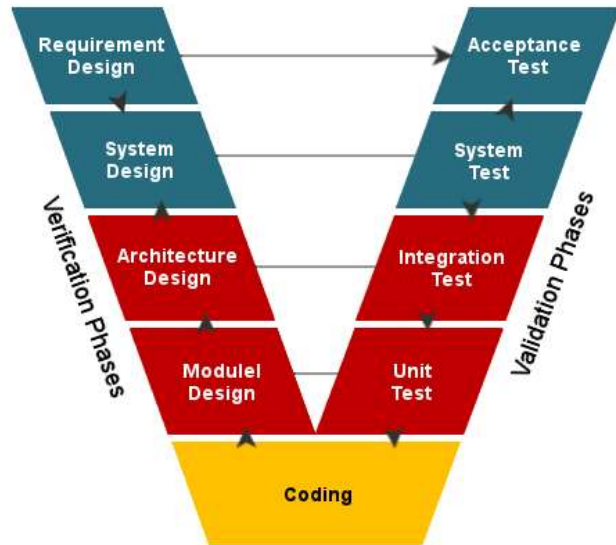 Requirement
Design
Acceptance
Test
System
Design
System
Test
Architecture
Design
Integration
Test
Modulel
Design
Unit
Test
Coding
Verification Phases
Validation Phases